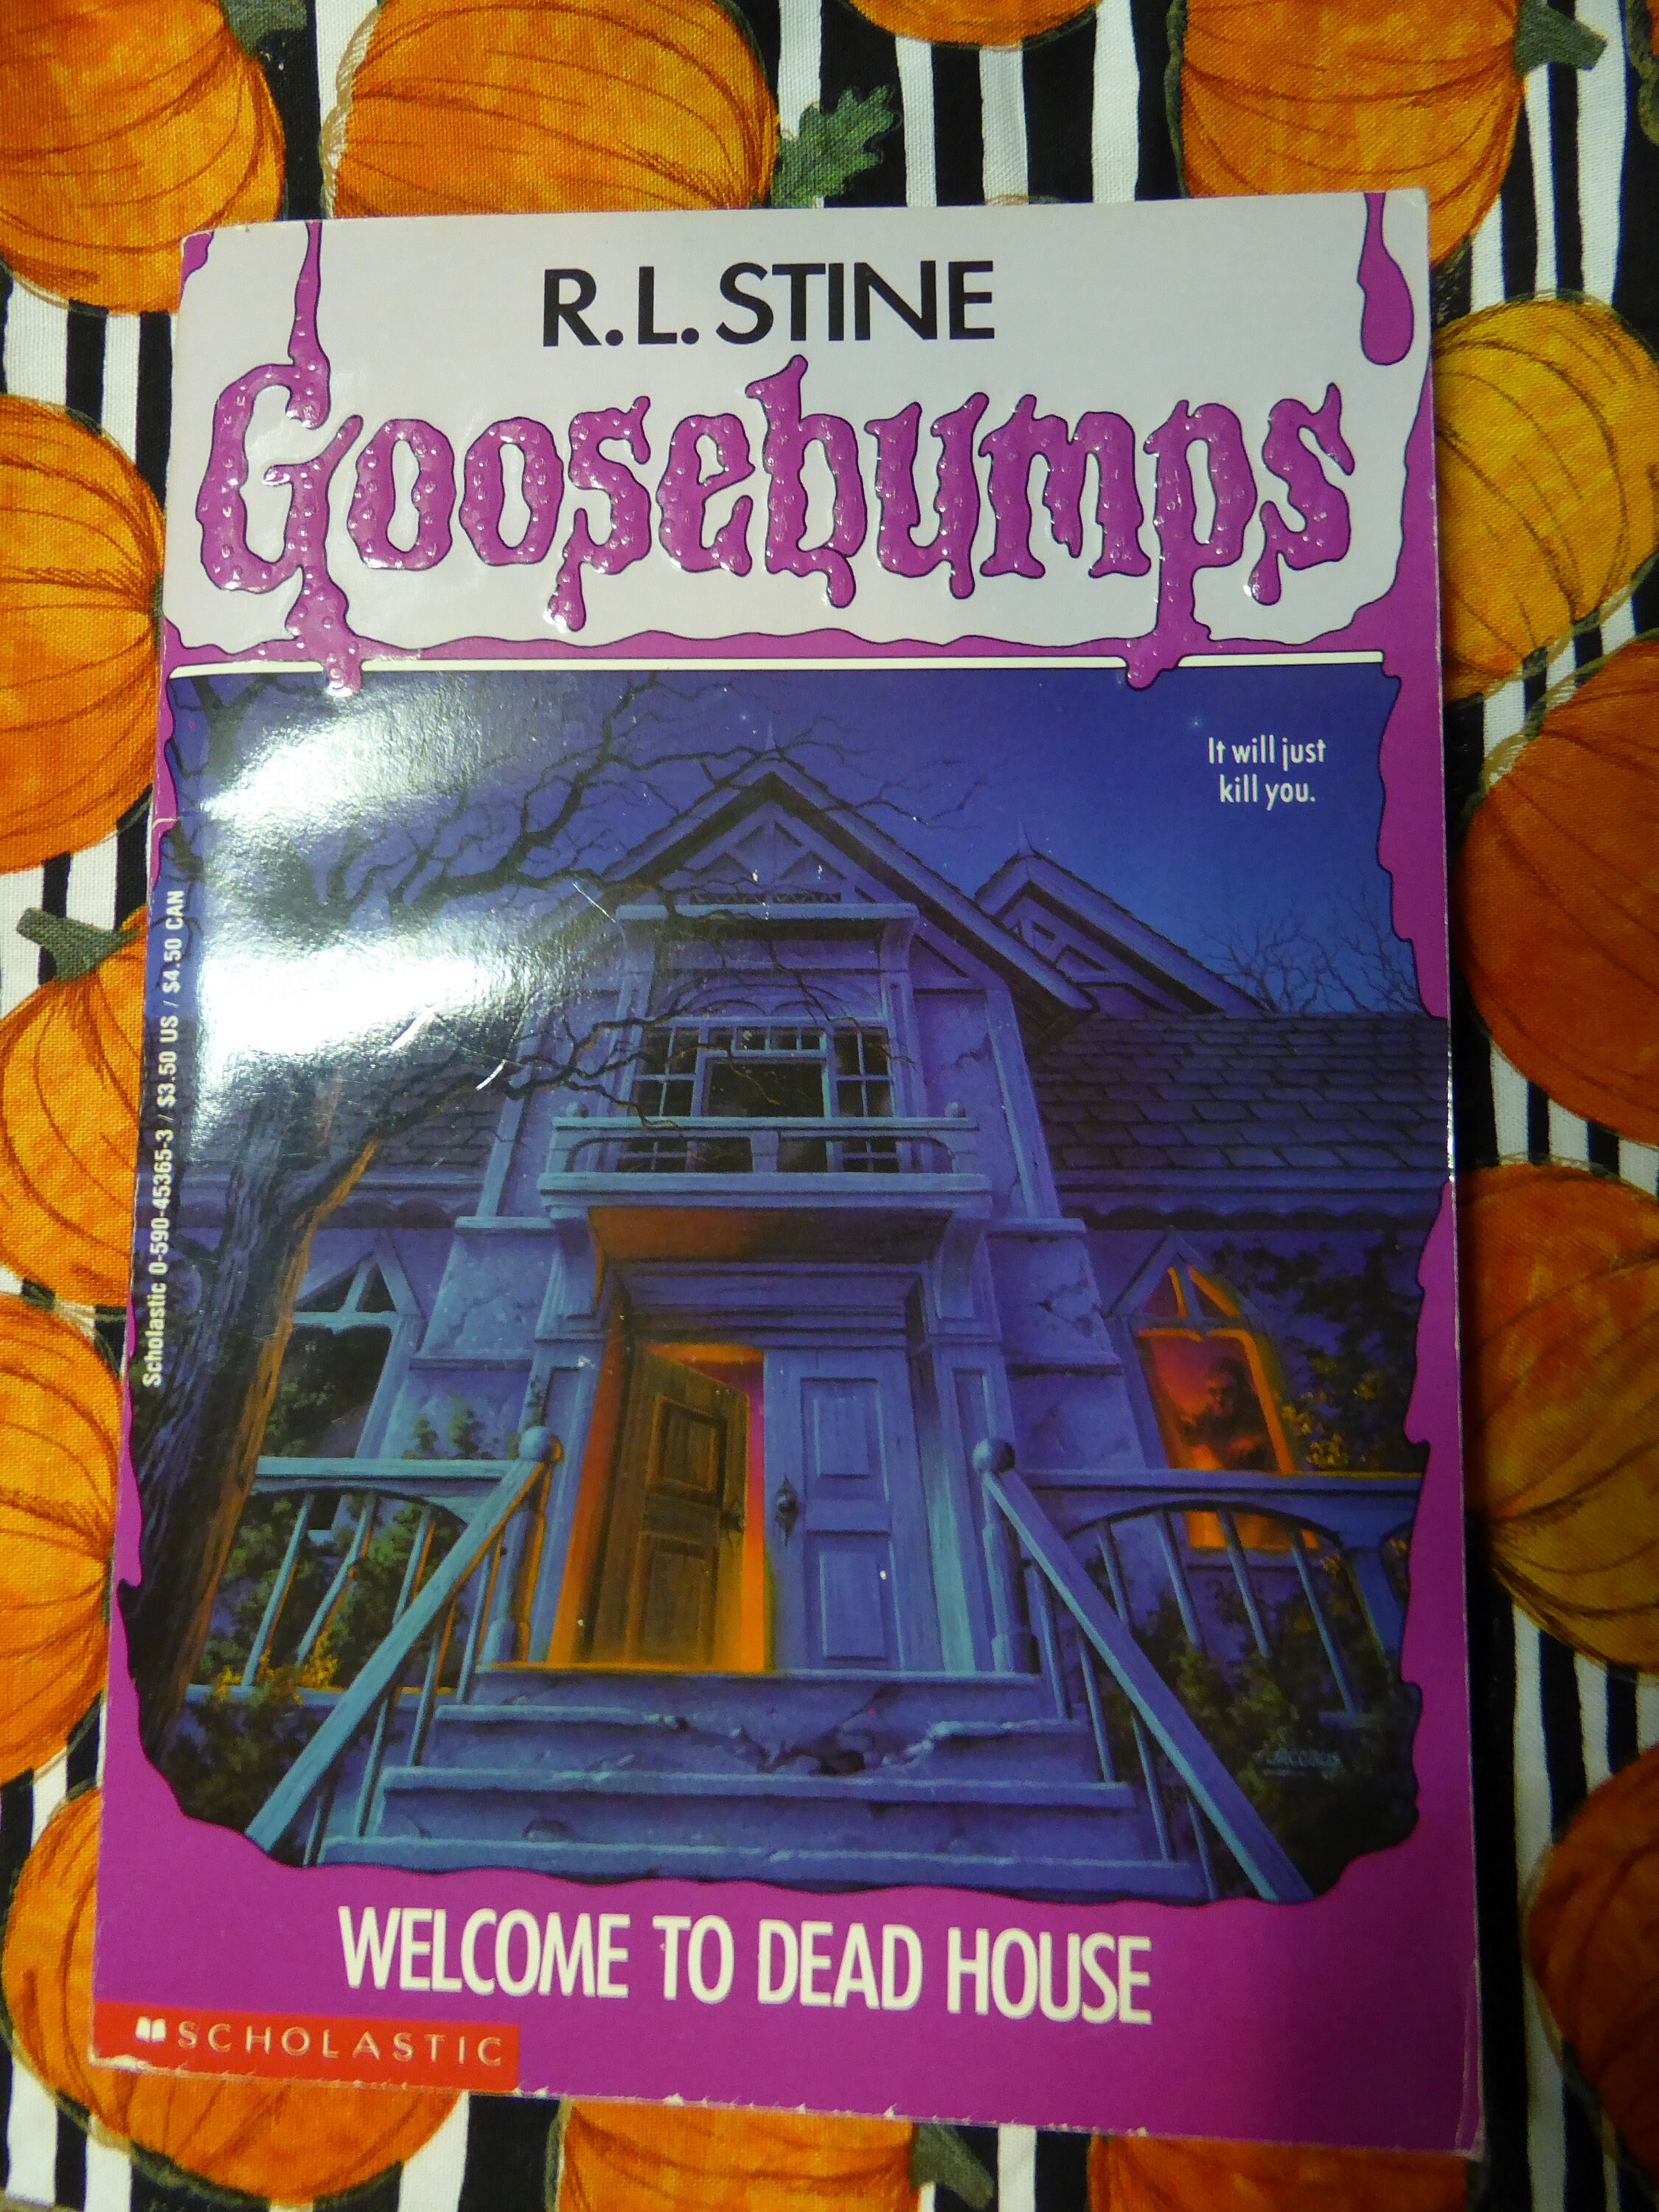 R.L. STINE
Goosebumps
It will just
kill you.
Scholastic 0-590-45365-3 / $3.50 US / $4.50 CAN
WELCOME TO DEAD HOUSE
SCHOLASTIC